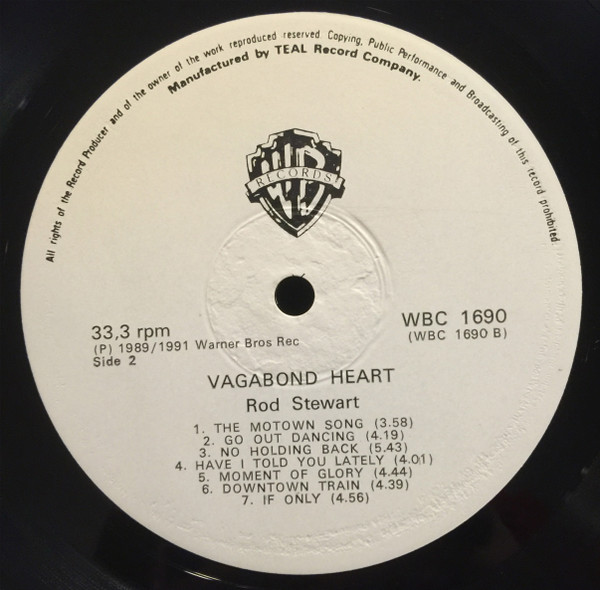 All rights of the Record Producer and of the owner of the work reproduced reserved Copying, Public Performance and Broadcasting of this record prohibited.
Manufactured by TEAL Record Company.
WB
RECORDS
33,3 rpm
(P) 1989/1991 Warner Bros Rec
Side 2
WBC 1690
(WBC 1690 B)
VAGABOND HEART
Rod Stewart
1. THE MOTOWN SONG (3.58)
2. GO OUT DANCING (4.19)
3. NO HOLDING BACK (5.43)
4. HAVE I TOLD YOU LATELY (4.01)
5. MOMENT OF GLORY (4.44)
6. DOWNTOWN TRAIN (4.39)
7. IF ONLY (4.56)